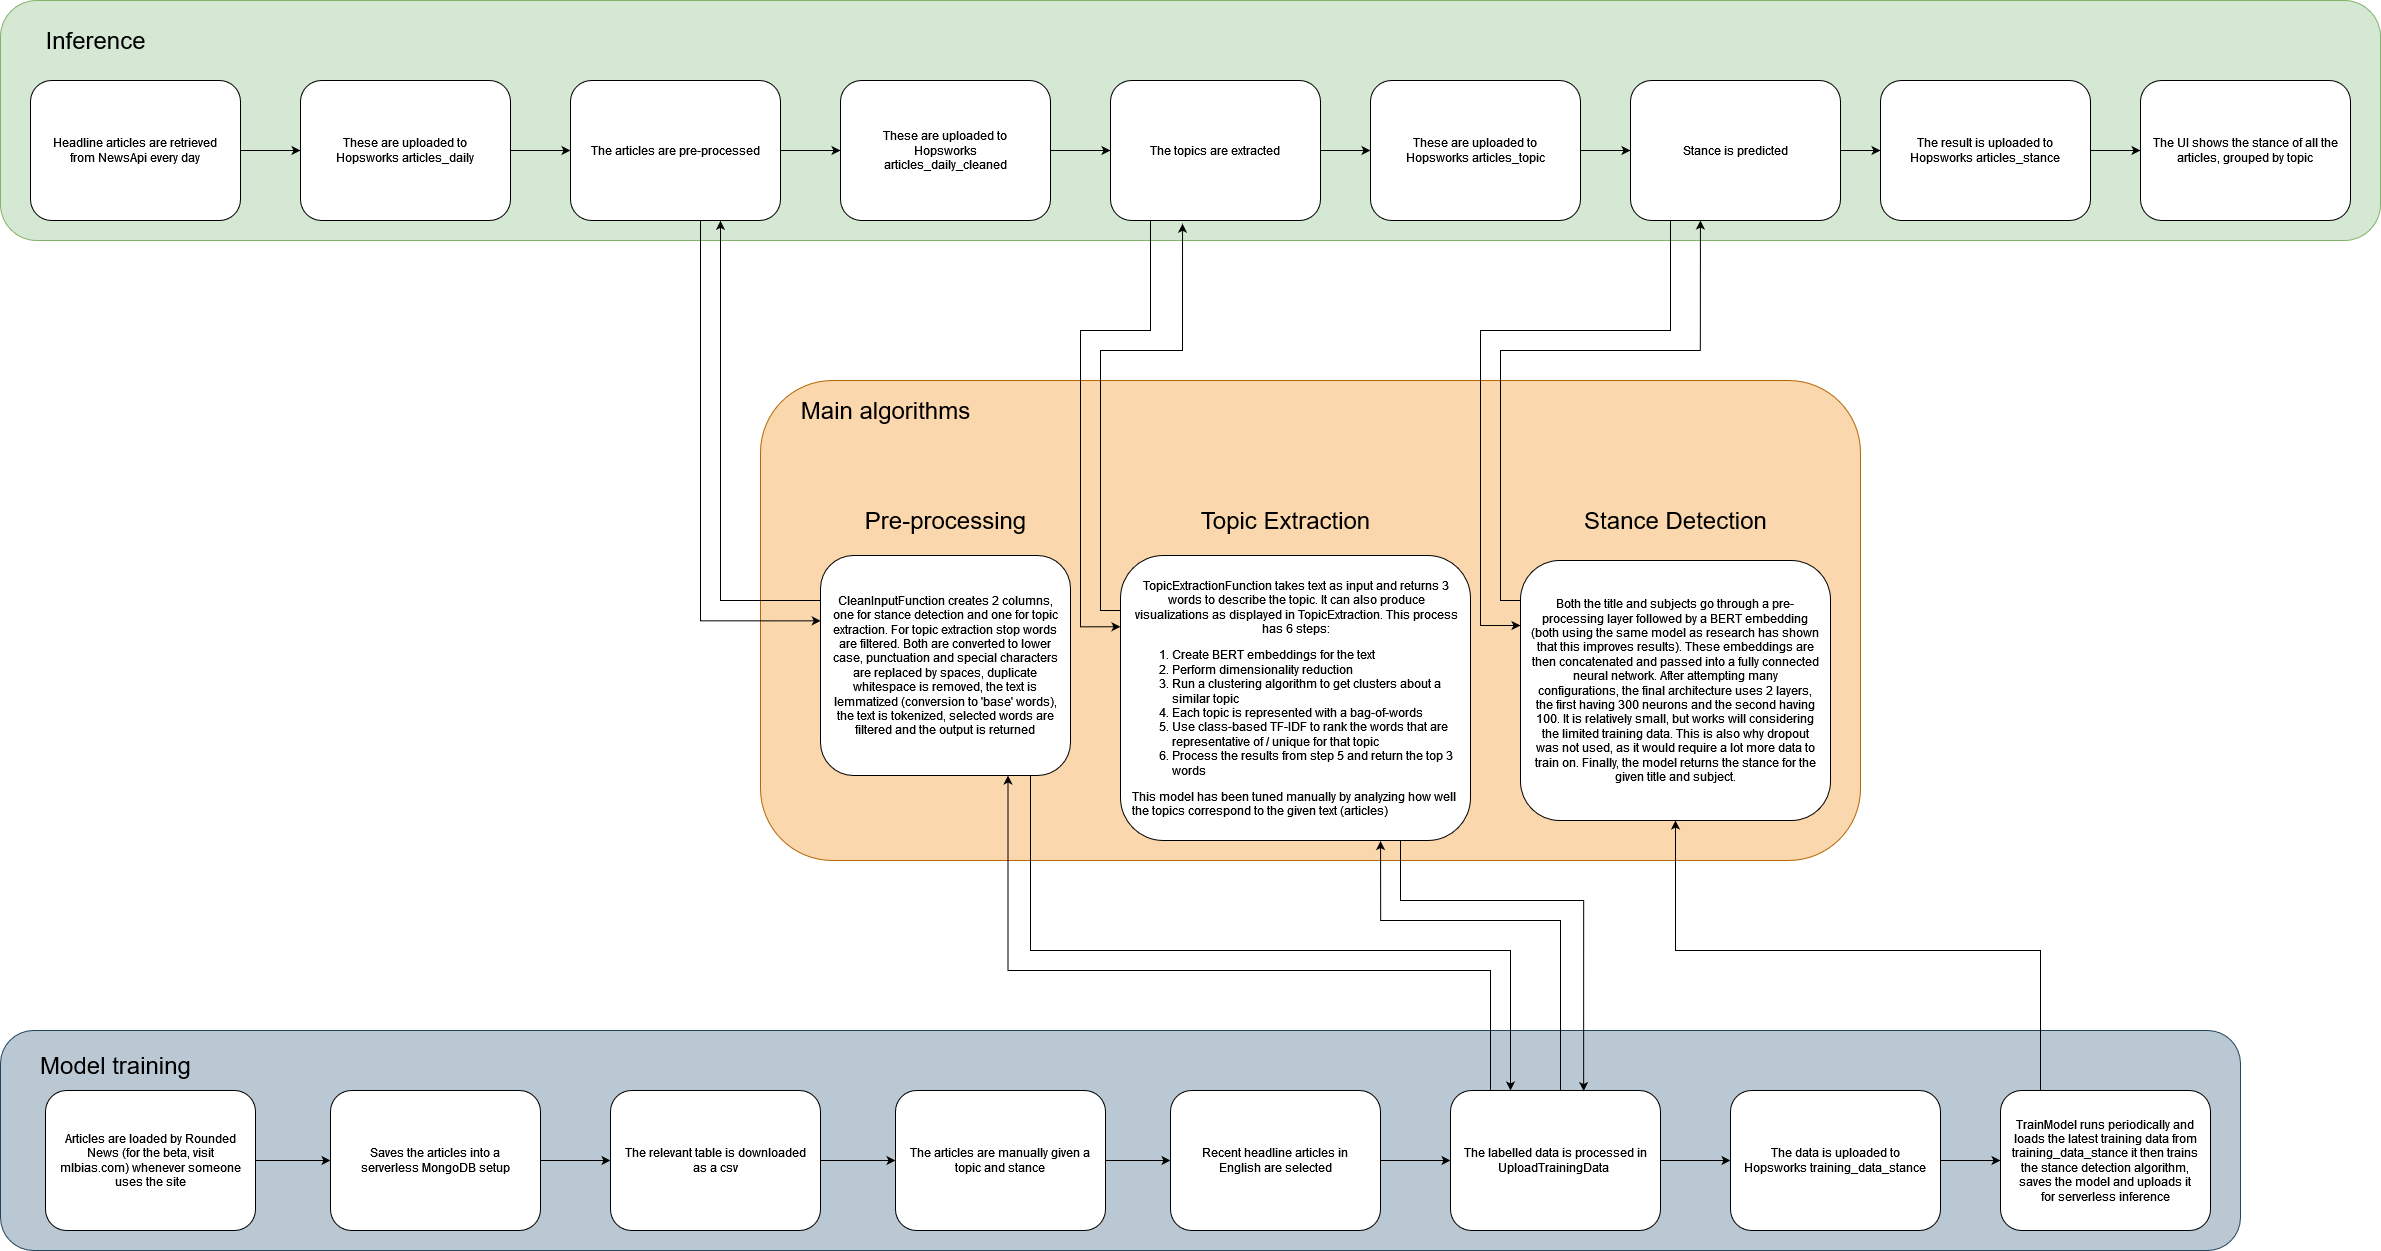 Inference
Headline articles are retrieved
from NewsApi every day
These are uploaded to
Hopsworks articles_daily
The articles are pre-processed
These are uploaded to
Hopsworks
articles_daily_cleaned
The topics are extracted
These are uploaded to
Hopsworks articles_topic
Stance is predicted
The result is uploaded to
Hopsworks articles_stance
The UI shows the stance of all the
articles, grouped by topic
Main algorithms
Pre-processing
CleanInputFunction creates 2 columns,
one for stance detection and one for topic
extraction. For topic extraction stop words
are filtered. Both are converted to lower
case, punctuation and special characters
are replaced by spaces, duplicate
whitespace is removed, the text is
lemmatized (conversion to 'base' words),
the text is tokenized, selected words are
filtered and the output is returned
Topic Extraction
TopicExtractionFunction takes text as input and returns 3
words to describe the topic. It can also produce
visualizations as displayed in TopicExtraction. This process
has 6 steps:
1. Create BERT embeddings for the text
2. Perform dimensionality reduction
3. Run a clustering algorithm to get clusters about a
similar topic
4. Each topic is represented with a bag-of-words
5. Use class-based TF-IDF to rank the words that are
representative of / unique for that topic
6. Process the results from step 5 and return the top 3
words
This model has been tuned manually by analyzing how well
the topics correspond to the given text (articles)
Stance Detection
Both the title and subjects go through a pre-
processing layer followed by a BERT embedding
(both using the same model as research has shown
that this improves results). These embeddings are
then concatenated and passed into a fully connected
neural network. After attempting many
configurations, the final architecture uses 2 layers,
the first having 300 neurons and the second having
100. It is relatively small, but works will considering
the limited training data. This is also why dropout
was not used, as it would require a lot more data to
train on. Finally, the model returns the stance for the
given title and subject.
Model training
Articles are loaded by Rounded
News (for the beta, visit
mlbias.com) whenever someone
uses the site
Saves the articles into a
serverless MongoDB setup
The relevant table is downloaded
as a csv
The articles are manually given a
topic and stance
Recent headline articles in
English are selected
The labelled data is processed in
UploadTrainingData
The data is uploaded to
Hopsworks training_data_stance
TrainModel runs periodically and
loads the latest training data from
training_data_stance it then trains
the stance detection algorithm,
saves the model and uploads it
for serverless inference